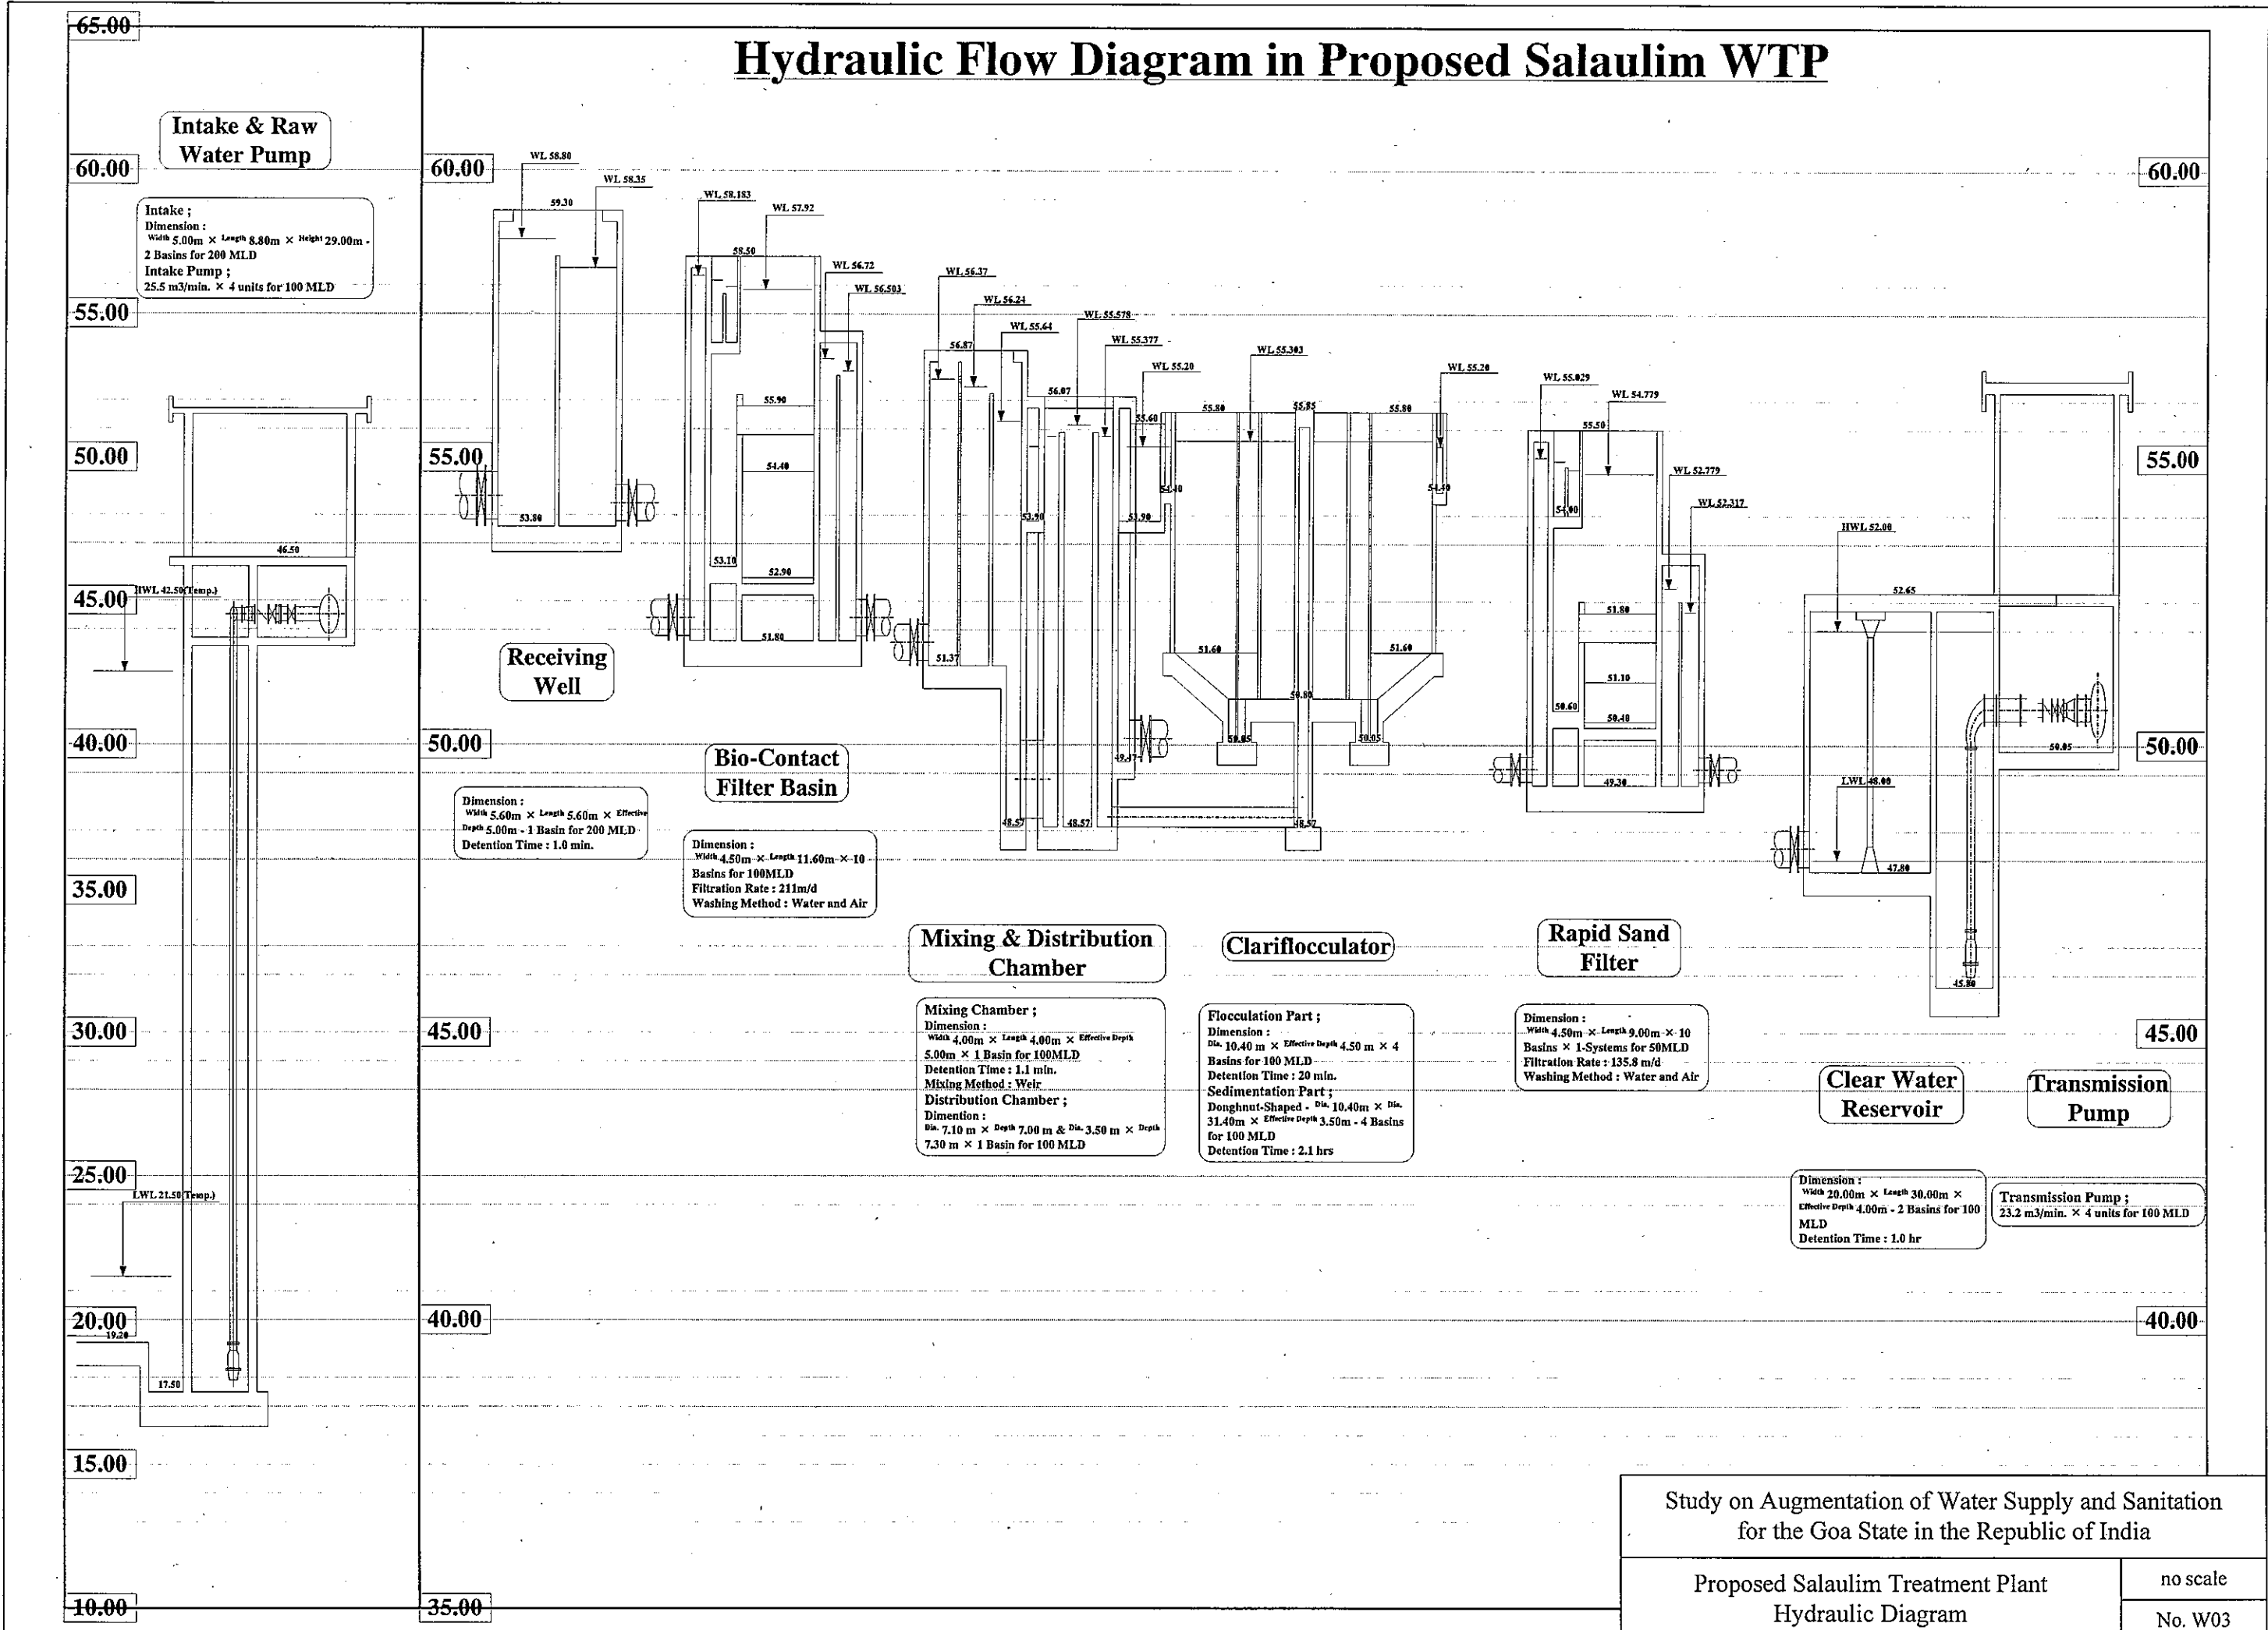 Hydraulic Flow Diagram in Proposed Salaulim WTP
65.00
60.00
55.00
50.00
45.00
40.00
35.00
30.00
25.00
20.00
15.00
10.00
Intake & Raw
Water Pump
Intake ;
Dimension :
Width 5.00m × Length 8.80m × Height 29.00m -
2 Basins for 200 MLD
Intake Pump ;
25.5 m3/min. × 4 units for 100 MLD
46.50
HWL 42.50(Temp.)
LWL 21.50(Temp.)
19.20
17.50
60.00
55.00
50.00
45.00
40.00
35.00
WL 58.80
WL 58.35
59.30
53.80
Receiving
Well
Dimension :
Width 5.60m × Length 5.60m × Effective
Depth 5.00m - 1 Basin for 200 MLD
Detention Time : 1.0 min.
WL 58.183
WL 57.92
58.50
WL 56.72
WL 56.503
55.90
54.40
53.10
52.90
51.80
Bio-Contact
Filter Basin
Dimension :
Width 4.50m × Length 11.60m × 10
Basins for 100MLD
Filtration Rate : 211m/d
Washing Method : Water and Air
WL 56.37
WL 56.24
WL 55.64
WL 55.578
WL 55.377
WL 55.20
56.87
56.07
55.60
53.90
53.90
51.37
49.47
48.57
48.57
48.57
Mixing & Distribution
Chamber
Mixing Chamber ;
Dimension :
Width 4.00m × Length 4.00m × Effective Depth
5.00m × 1 Basin for 100MLD
Detention Time : 1.1 min.
Mixing Method : Weir
Distribution Chamber ;
Dimention :
Dia. 7.10 m × Depth 7.00 m & Dia. 3.50 m × Depth
7.30 m × 1 Basin for 100 MLD
WL 55.303
WL 55.20
55.80
55.85
55.80
54.40
54.40
51.60
51.60
50.80
50.05
50.05
Clariflocculator
Flocculation Part ;
Dimension :
Dia. 10.40 m × Effective Depth 4.50 m × 4
Basins for 100 MLD
Detention Time : 20 min.
Sedimentation Part ;
Donghnut-Shaped - Dia. 10.40m × Dia.
31.40m × Effective Depth 3.50m - 4 Basins
for 100 MLD
Detention Time : 2.1 hrs
WL 55.029
WL 54.779
55.50
WL 52.779
WL 52.317
54.00
51.80
51.10
50.60
50.40
49.30
Rapid Sand
Filter
Dimension :
Width 4.50m × Length 9.00m × 10
Basins × 1-Systems for 50MLD
Filtration Rate : 135.8 m/d
Washing Method : Water and Air
HWL 52.00
52.65
LWL 48.00
50.05
47.80
45.80
Clear Water
Reservoir
Dimension :
Width 20.00m × Length 30.00m ×
Effective Depth 4.00m - 2 Basins for 100
MLD
Detention Time : 1.0 hr
Transmission
Pump
Transmission Pump ;
23.2 m3/min. × 4 units for 100 MLD
60.00
55.00
50.00
45.00
40.00
Study on Augmentation of Water Supply and Sanitation
for the Goa State in the Republic of India
Proposed Salaulim Treatment Plant
Hydraulic Diagram
no scale
No. W03